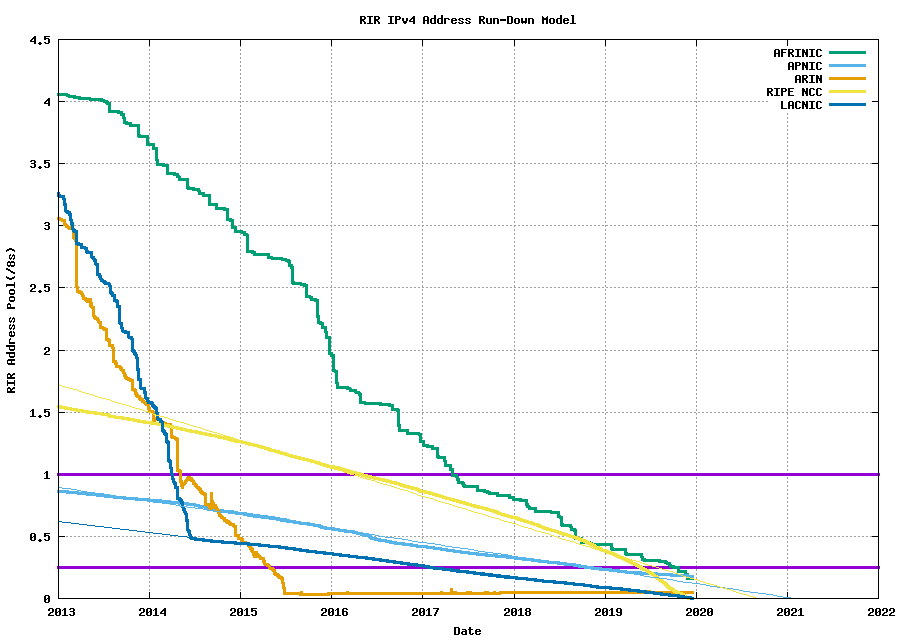 RIR IPv4 Address Run-Down Model
4.5
4
3.5
3
2.5
2
1.5
1
0.5
0
RIR Address Pool(/8s)
AFRINIC
APNIC
ARIN
RIPE NCC
LACNIC
2013 2014 2015 2016 2017 2018 2019 2020 2021 2022
Date